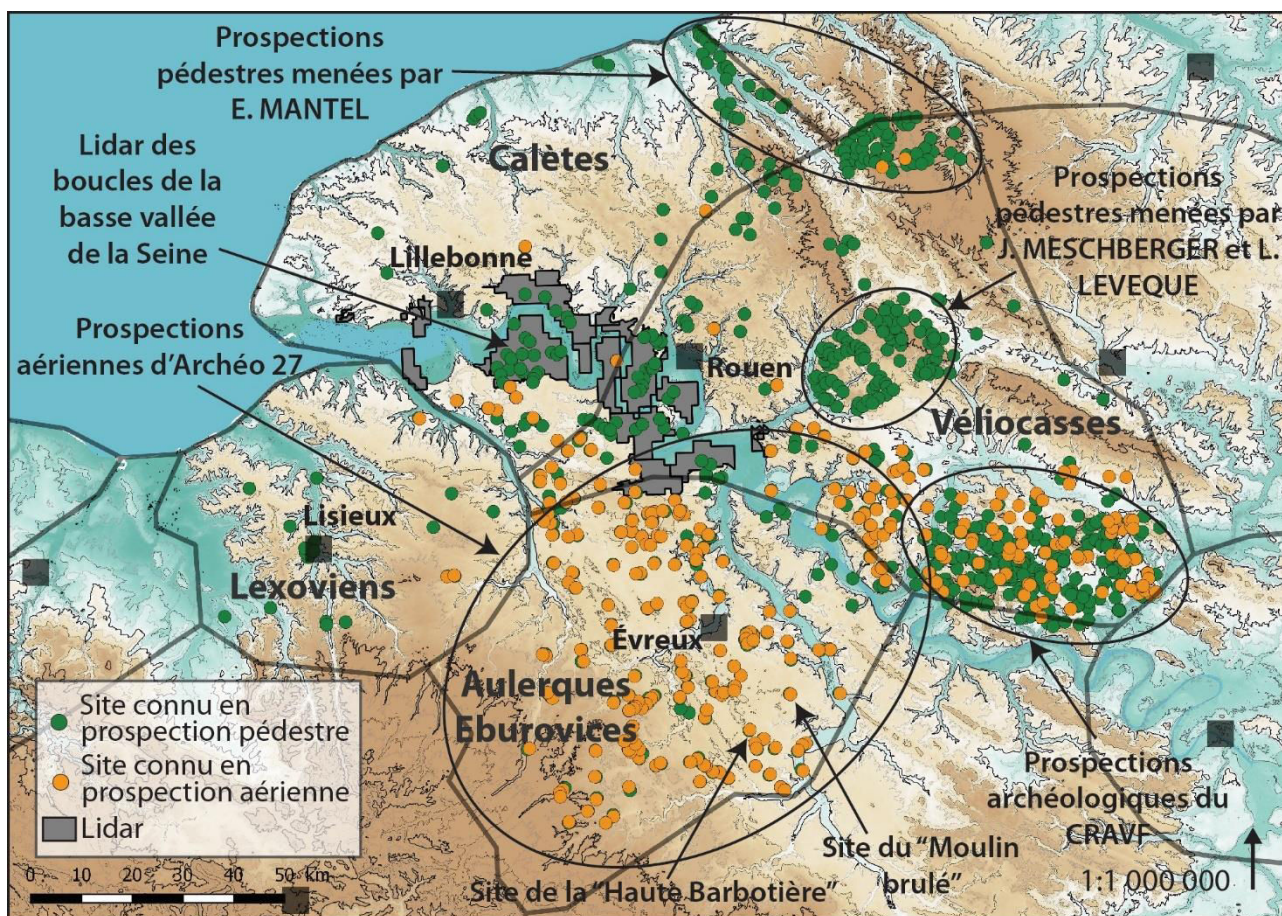 Prospections
pédestres menées par
E. MANTEL
Lidar des
boucles de la
basse vallée
de la Seine
Prospections
aériennes d'Archéo 27
Calètes
Lillebonne
Rouen
Prospections
pédestres menées par
J. MESCHBERGER et L.
LEVEQUE
Véliocasses
Lisieux
Lexoviens
Évreux
Aulerques
Eburovices
Site de la "Haute Barbotière"
Site du "Moulin
brulé"
Prospections
archéologiques du
CRAVF
Site connu en
prospection pédestre
Site connu en
prospection aérienne
Lidar
0 10 20 30 40 50 km
1:1 000 000